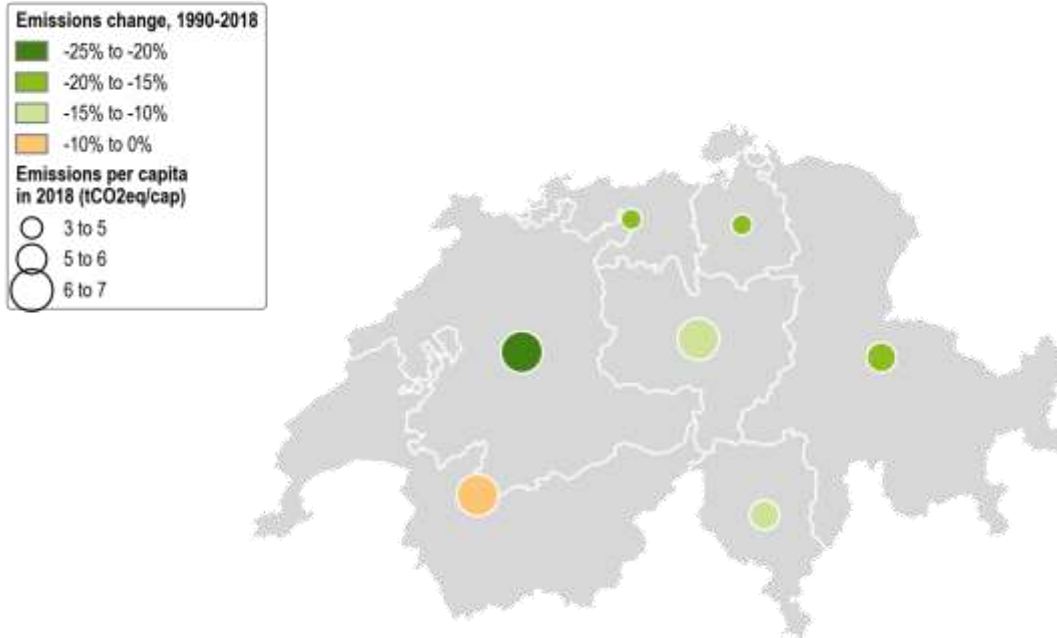 Emissions change, 1990-2018
-25% to -20%
-20% to -15%
-15% to -10%
-10% to 0%
Emissions per capita
in 2018 (tCO2eq/cap)
3 to 5
5 to 6
6 to 7